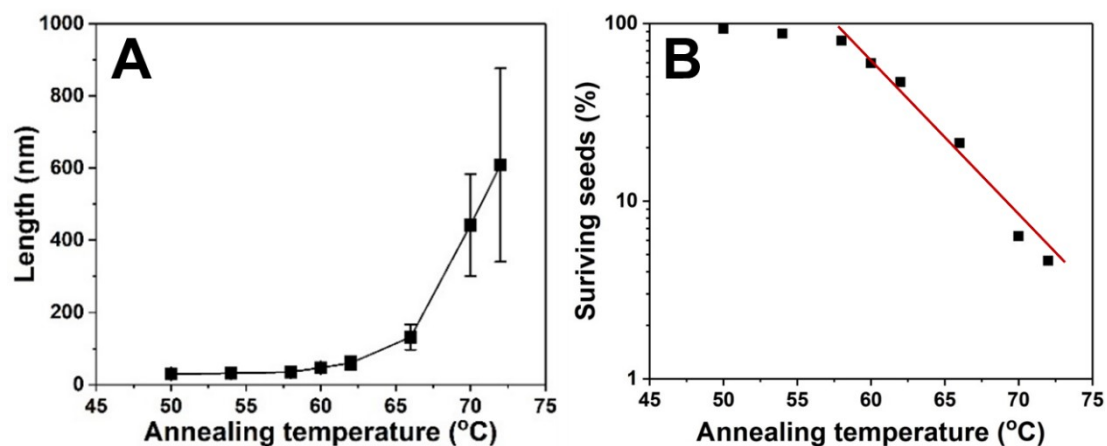 A
Length (nm)
1000
800
600
400
200
0
45 50 55 60 65 70 75
Annealing temperature (°C)
B
Suriving seeds (%)
100
10
1
45 50 55 60 65 70 75
Annealing temperature (°C)